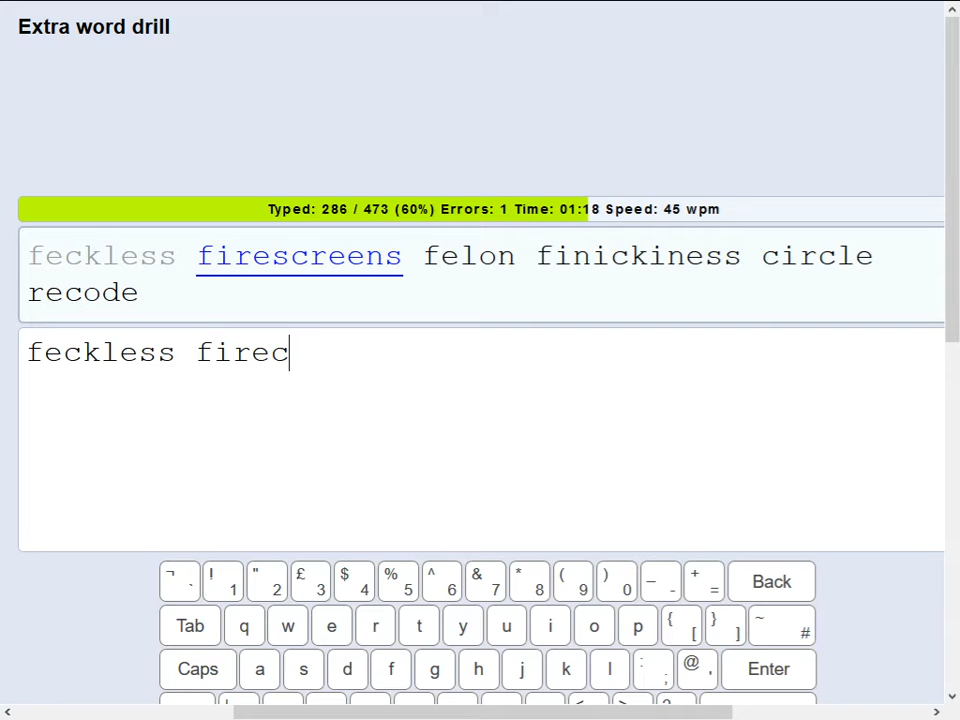 Extra word drill
Typed: 286 / 473 (60%) Errors: 1 Time: 01:18 Speed: 45 wpm
feckless firescreens felon finickiness circle
recode
feckless firec
¬ ` ! 1 " 2 £ 3 $ 4 % 5 ^ 6 & 7 * 8 ( 9 ) 0 _ - + = Back
Tab q w e r t y u i o p { [ } ] ~ #
Caps a s d f g h j k l : ; @ ' Enter